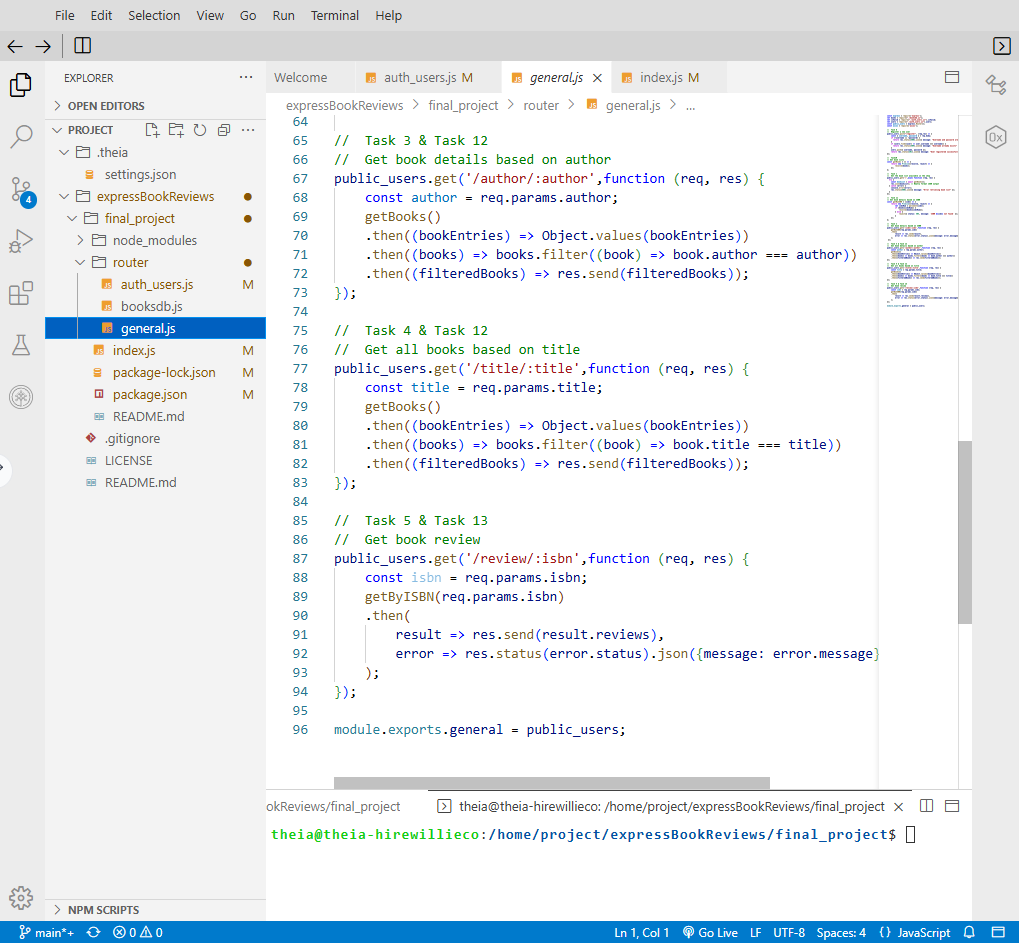 File Edit Selection View Go Run Terminal Help
EXPLORER ...
OPEN EDITORS
PROJECT ...
.theia
settings.json
expressBookReviews
final_project
node_modules
router
auth_users.js M
booksdb.js
general.js
index.js M
package-lock.json M
package.json M
README.md
.gitignore
LICENSE
README.md
NPM SCRIPTS
4
Welcome auth_users.js M general.js index.js M
expressBookReviews > final_project > router > general.js > ...
64
65 // Task 3 & Task 12
66 // Get book details based on author
67 public_users.get('/author/:author',function (req, res) {
68 const author = req.params.author;
69 getBooks()
70 .then((bookEntries) => Object.values(bookEntries))
71 .then((books) => books.filter((book) => book.author === author))
72 .then((filteredBooks) => res.send(filteredBooks));
73 });
74
75 // Task 4 & Task 12
76 // Get all books based on title
77 public_users.get('/title/:title',function (req, res) {
78 const title = req.params.title;
79 getBooks()
80 .then((bookEntries) => Object.values(bookEntries))
81 .then((books) => books.filter((book) => book.title === title))
82 .then((filteredBooks) => res.send(filteredBooks));
83 });
84
85 // Task 5 & Task 13
86 // Get book review
87 public_users.get('/review/:isbn',function (req, res) {
88 const isbn = req.params.isbn;
89 getByISBN(req.params.isbn)
90 .then(
91 result => res.send(result.reviews),
92 error => res.status(error.status).json({message: error.message}
93 );
94 });
95
96 module.exports.general = public_users;
0x
okReviews/final_project theia@theia-hirewillieco: /home/project/expressBookReviews/final_project
theia@theia-hirewillieco:/home/project/expressBookReviews/final_project$
main*+ 0 0 Ln 1, Col 1 Go Live LF UTF-8 Spaces: 4 {} JavaScript